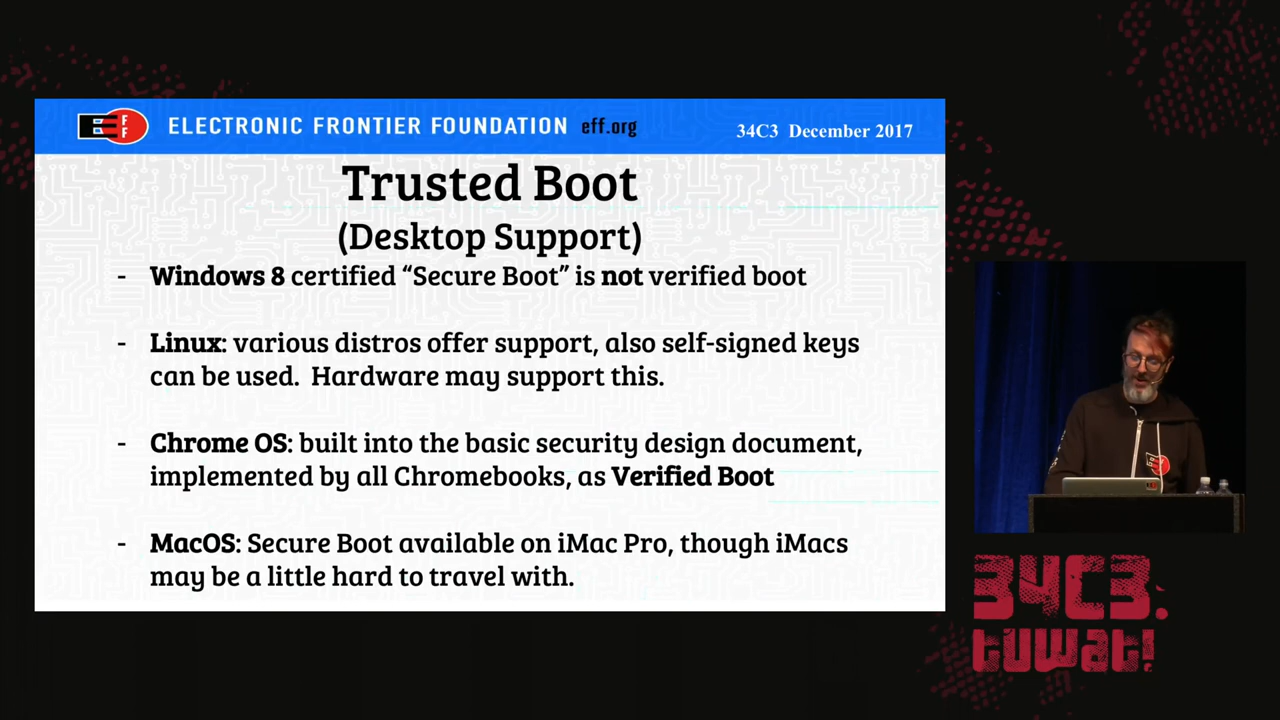 EFF ELECTRONIC FRONTIER FOUNDATION eff.org 34C3 December 2017
Trusted Boot
(Desktop Support)
- Windows 8 certified “Secure Boot” is not verified boot
- Linux: various distros offer support, also self-signed keys
can be used. Hardware may support this.
- Chrome OS: built into the basic security design document,
implemented by all Chromebooks, as Verified Boot
- MacOS: Secure Boot available on iMac Pro, though iMacs
may be a little hard to travel with.
34C3.
tuwat!